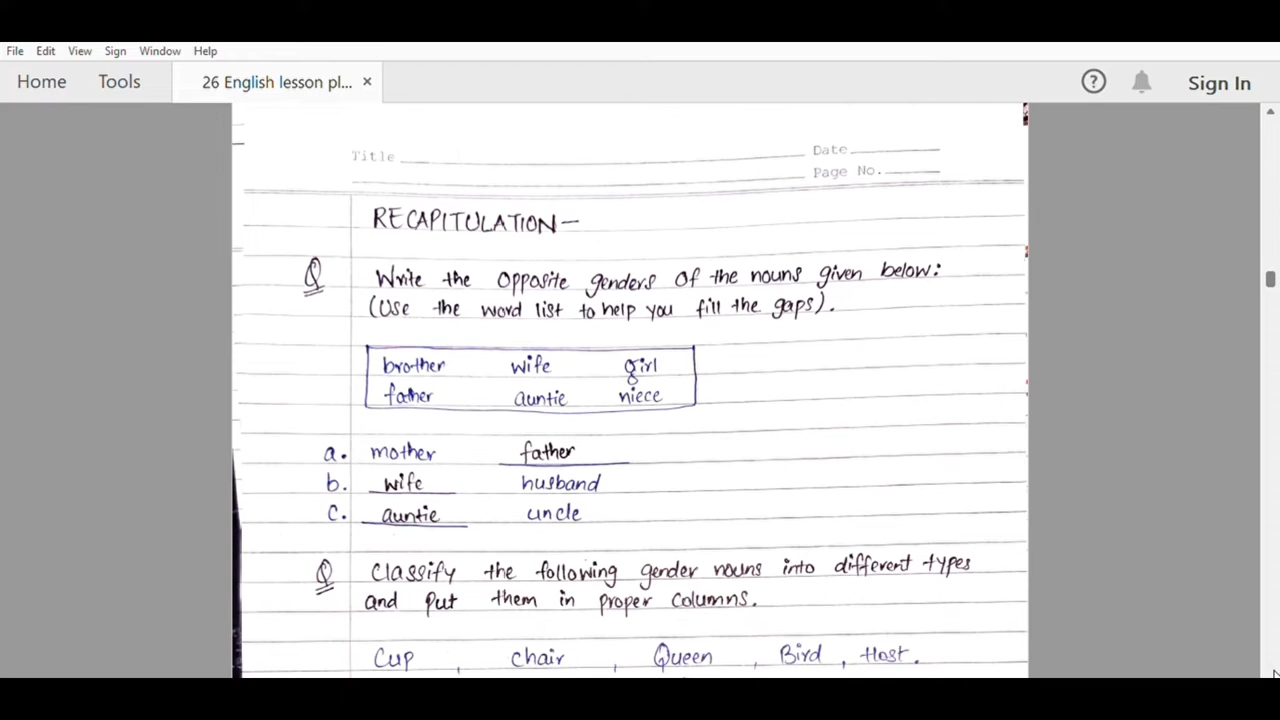 File Edit View Sign Window Help
Home Tools 26 English lesson pl... × ? Sign In
Title
Date
Page No.
RECAPITULATION -
Q Write the opposite genders of the nouns given below:
(Use the word list to help you fill the gaps).
brother wife girl
father auntie niece
a. mother father
b. wife husband
c. auntie uncle
Q Classify the following gender nouns into different types
and put them in proper columns.
Cup , chair , Queen , Bird , Host .